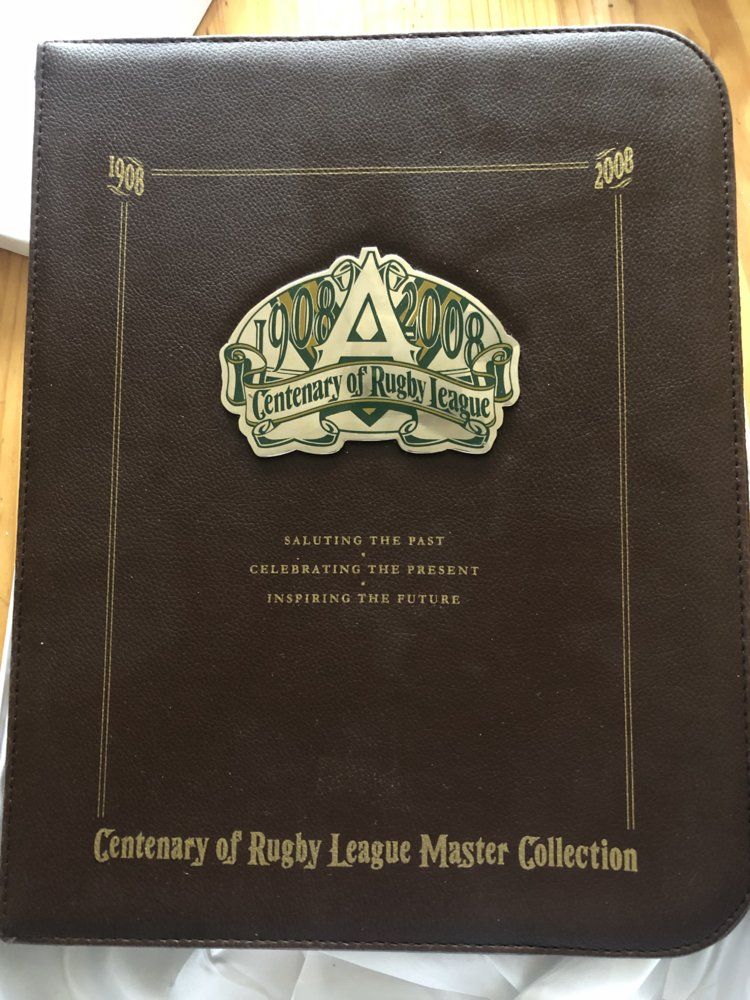 1908 2008
1908 2008
Centenary of Rugby League
SALUTING THE PAST
CELEBRATING THE PRESENT
INSPIRING THE FUTURE
Centenary of Rugby League Master Collection